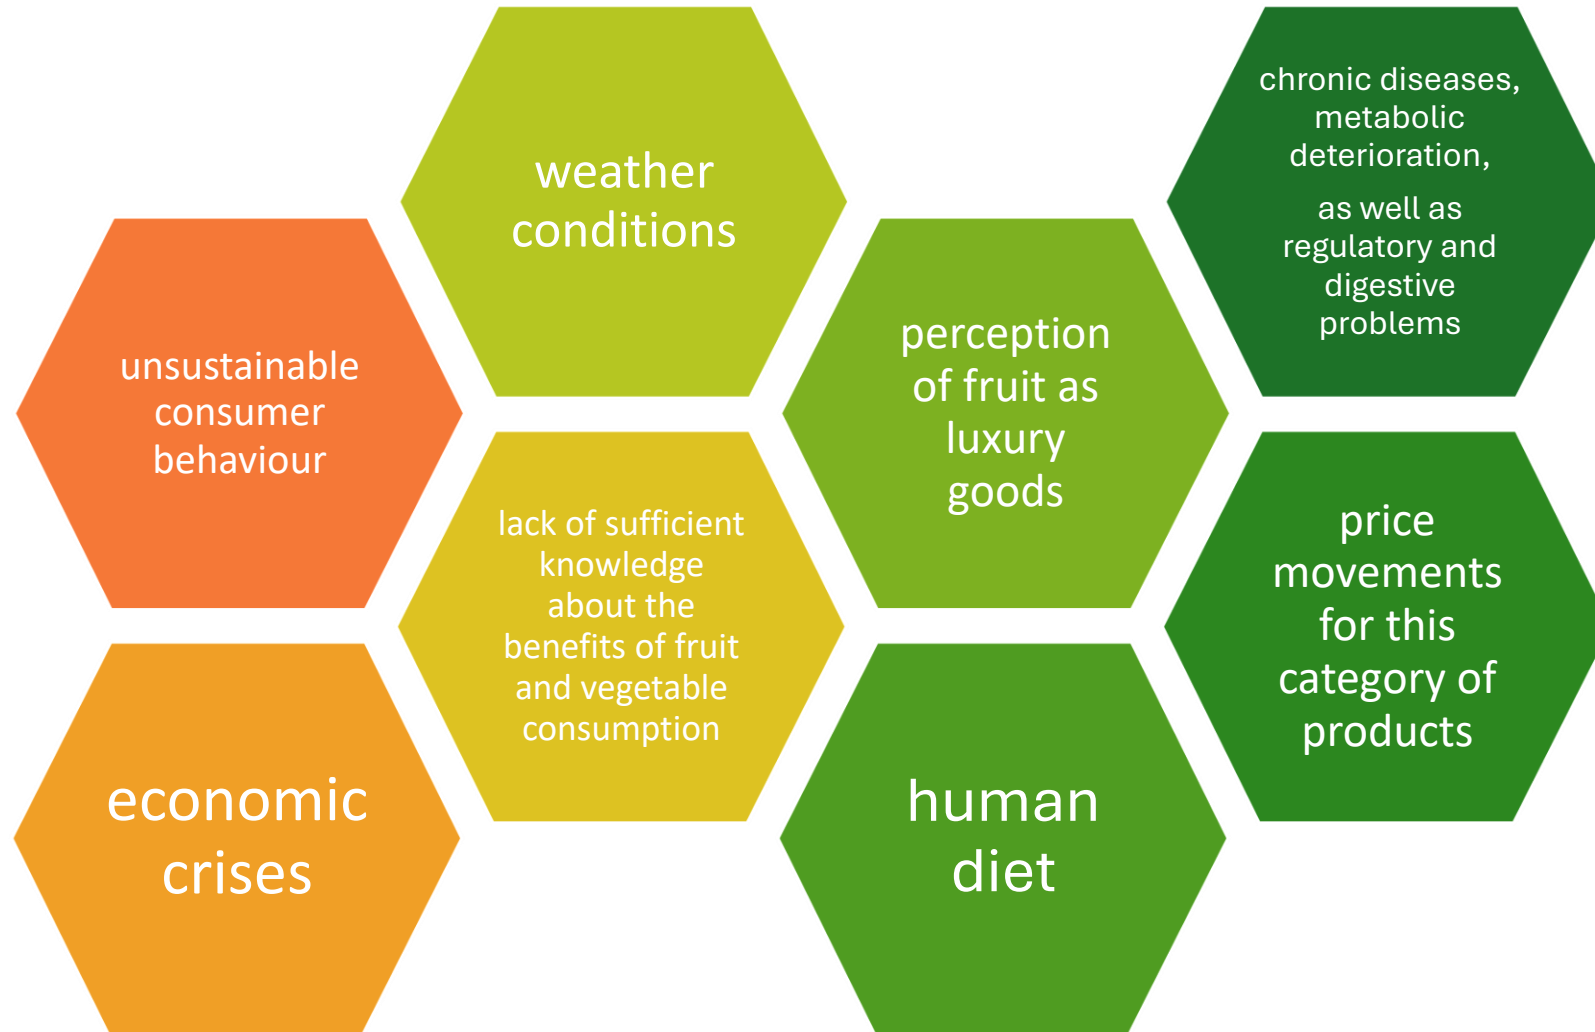 weather
conditions
chronic diseases,
metabolic
deterioration,
as well as
regulatory and
digestive
problems
unsustainable
consumer
behaviour
perception
of fruit as
luxury
goods
lack of sufficient
knowledge
about the
benefits of fruit
and vegetable
consumption
price
movements
for this
category of
products
economic
crises
human
diet